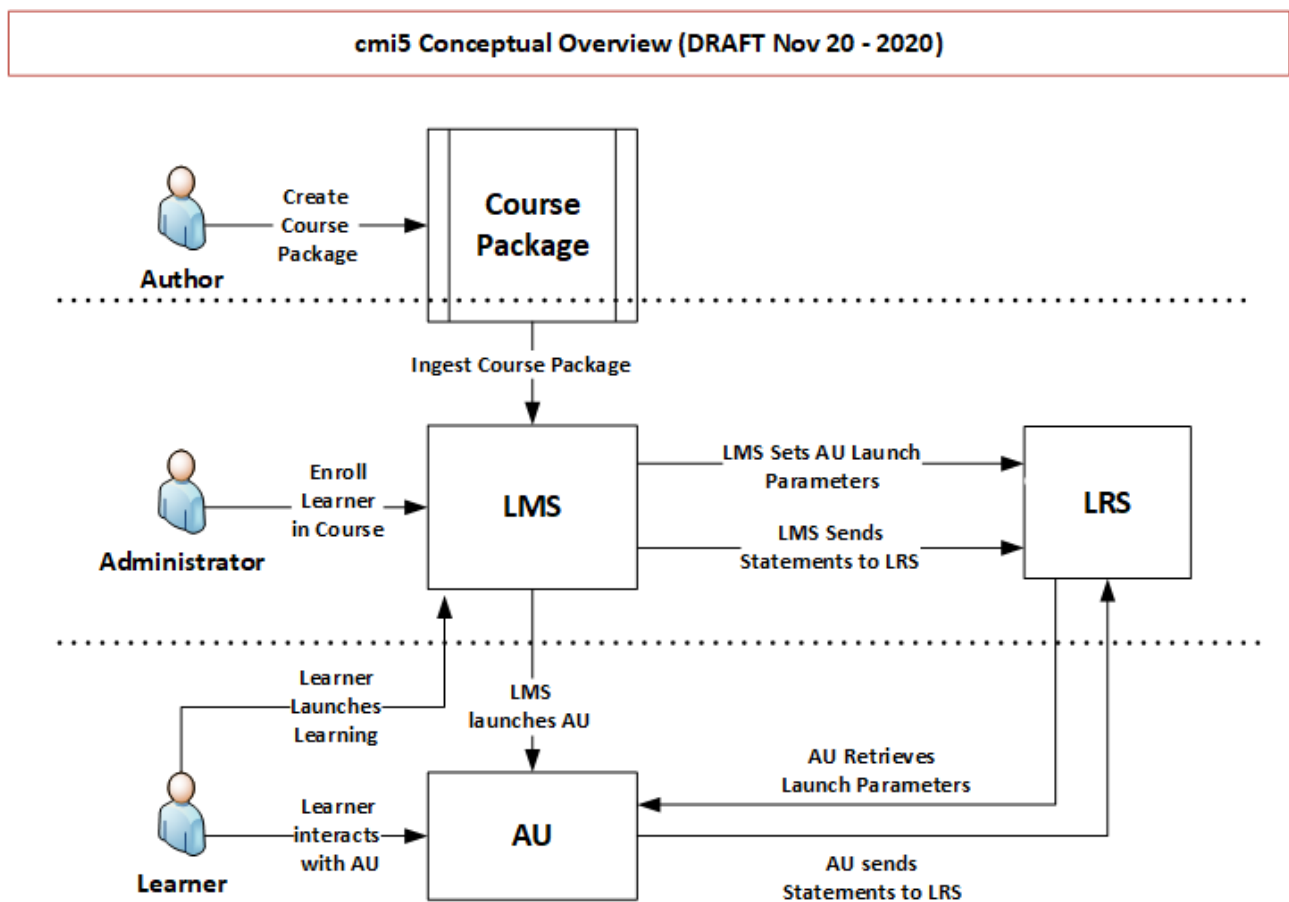 cmi5 Conceptual Overview (DRAFT Nov 20 - 2020)
Create
Course
Package
Author
Course
Package
Ingest Course Package
Enroll
Learner
in Course
Administrator
LMS
LMS Sets AU Launch
Parameters
LMS Sends
Statements to LRS
LRS
Learner
Launches
Learning
LMS
launches AU
AU Retrieves
Launch Parameters
Learner
interacts
with AU
Learner
AU
AU sends
Statements to LRS